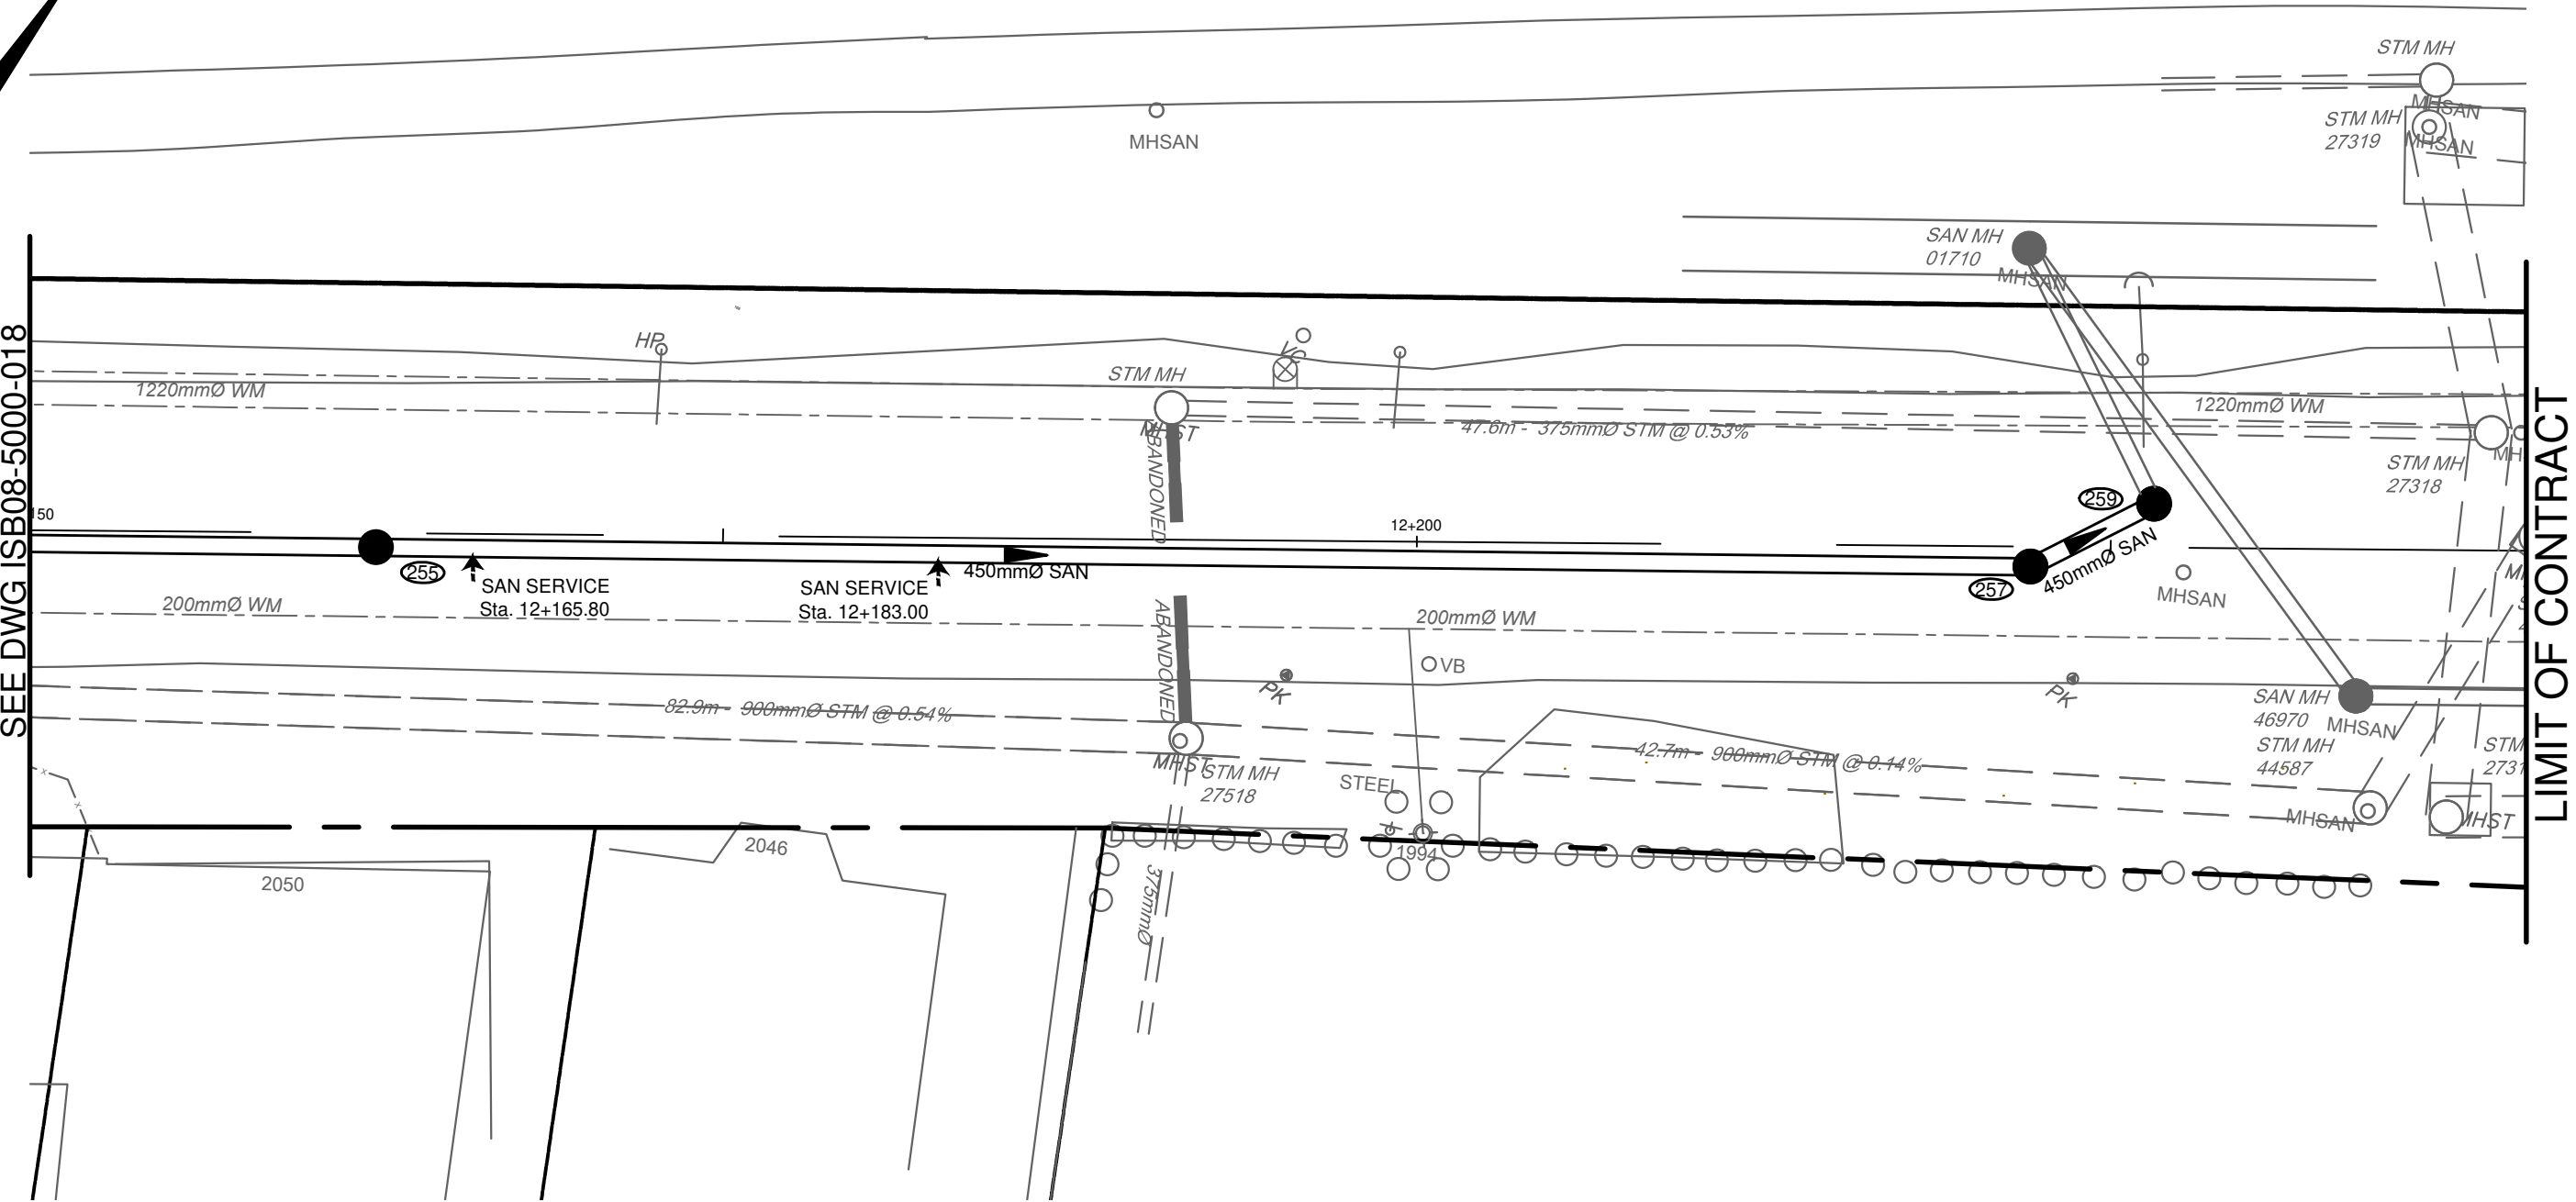 STM MH
MHSAN
STM MH
27319
MHSAN
MHSAN
SAN MH
01710
MHSAN
SEE DWG ISB08-5000-018
LIMIT OF CONTRACT
HP
1220mmØ WM
STM MH
MHST
ABANDONED
47.6m - 375mmØ STM @ 0.53%
1220mmØ WM
STM MH
27318
MH
150
12+200
259
255
SAN SERVICE
Sta. 12+165.80
SAN SERVICE
Sta. 12+183.00
450mmØ SAN
257
450mmØ SAN
MHSAN
200mmØ WM
ABANDONED
200mmØ WM
VB
PK
PK
82.9m - 900mmØ STM @ 0.54%
SAN MH
46970
MHSAN
STM MH
44587
STM
2731
42.7m - 900mmØ STM @ 0.14%
MHST
STM MH
27518
STEEL
MHSAN
MHST
1994
2046
2050
375mmØ